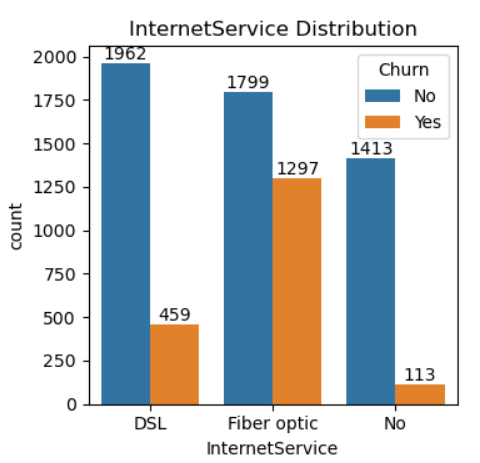 InternetService Distribution
2000
1750
1500
1250
1000
750
500
250
0
count
1962
459
1799
1297
1413
113
Churn
No
Yes
DSL
Fiber optic
No
InternetService